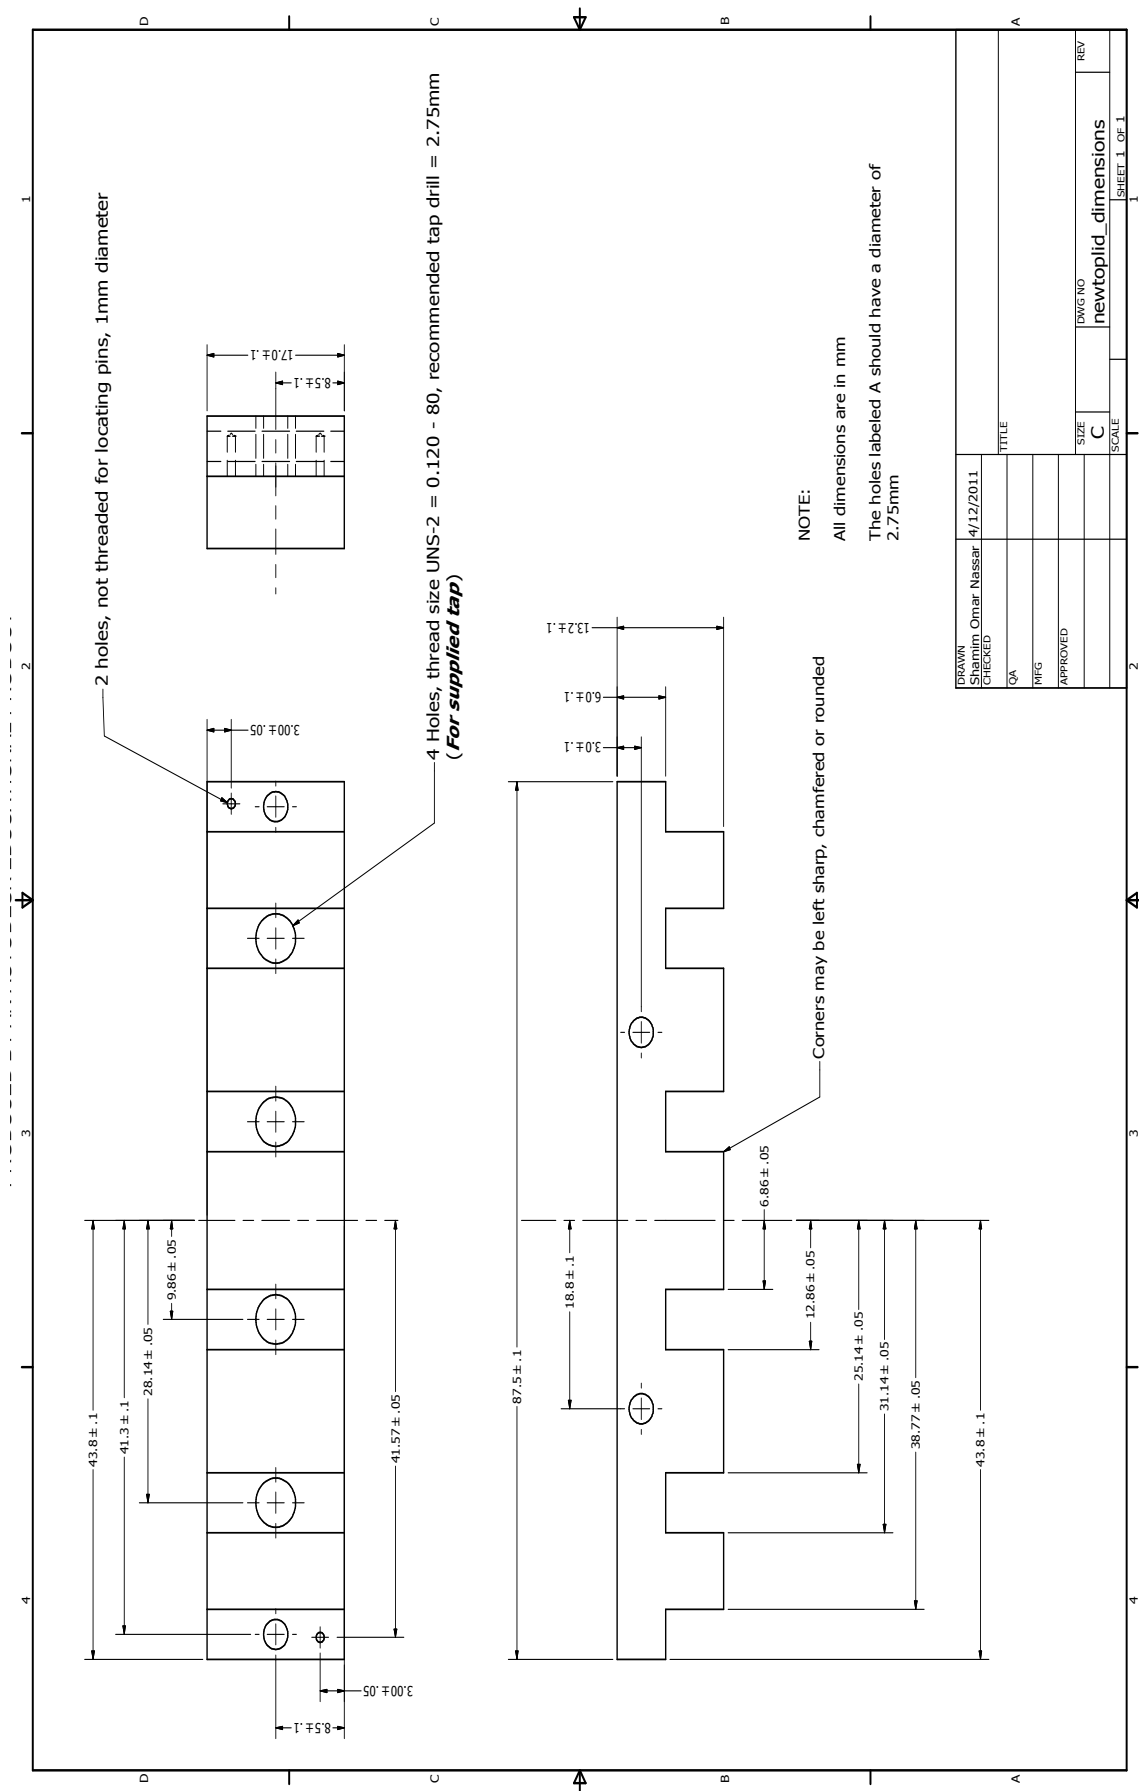 4
3
2
1
D
C
B
A
43.8±.1
41.3±.1
28.14±.05
9.86±.05
41.57±.05
8.5±.1
3.00±.05
3.00±.05
17.0±.1
8.5±.1
2 holes, not threaded for locating pins, 1mm diameter
4 Holes, thread size UNS-2 = 0.120 - 80, recommended tap drill = 2.75mm
(For supplied tap)
87.5±.1
18.8±.1
3.0±.1
6.0±.1
13.2±.1
6.86±.05
12.86±.05
25.14±.05
31.14±.05
38.77±.05
43.8±.1
Corners may be left sharp, chamfered or rounded
NOTE:
All dimensions are in mm
The holes labeled A should have a diameter of
2.75mm
DRAWN
Shamim Omar Nassar 4/12/2011
CHECKED
QA
MFG
APPROVED
TITLE
SIZE
C
DWG NO
newtoplid_dimensions
REV
SCALE
SHEET 1 OF 1
D
C
B
A
4
3
2
1